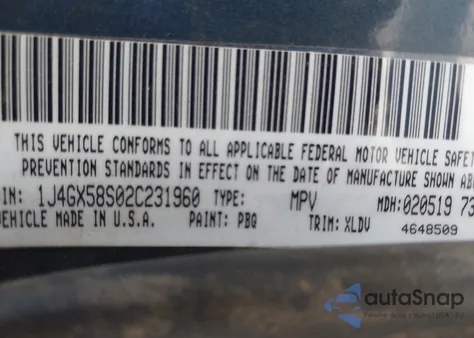 THIS VEHICLE CONFORMS TO ALL APPLICABLE FEDERAL MOTOR VEHICLE SAFET
PREVENTION STANDARDS IN EFFECT ON THE DATE OF MANUFACTURE SHOWN AB
IN: 1J4GX58S02C231960 TYPE: MPV MDH: 020519 73
VEHICLE MADE IN U.S.A. PAINT: PBQ TRIM: XLDV 4648509
autoSnap